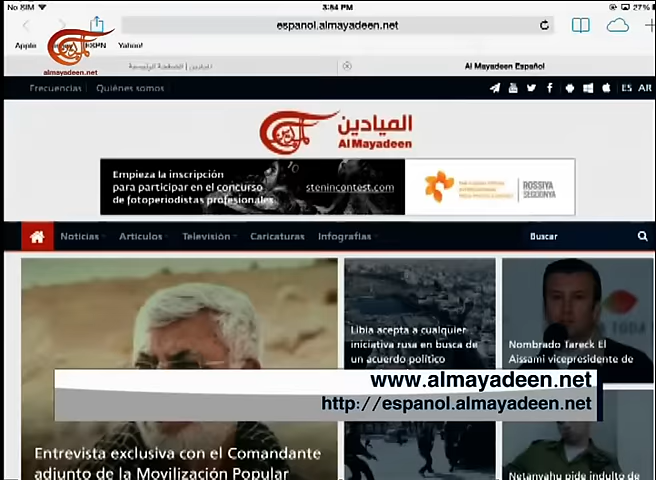 No SIM
3:54 PM
27%
espanol.almayadeen.net
Apple
EXPN
Yahoo!
almayadeen.net
Al Mayadeen Español
Frecuencias
Quiénes somos
ES AR
الميادين
Al Mayadeen
Empieza la inscripción
para participar en el concurso
de fotoperiodistas profesionales
stenincontest.com
ROSSIYA
SEGODNYA
Noticias
Artículos
Televisión
Caricaturas
Infografías
Buscar
Libia acepta a cualquier
iniciativa rusa en busca de
un acuerdo político
Nombrado Tareck El
Aissami vicepresidente de
www.almayadeen.net
http://espanol.almayadeen.net
Entrevista exclusiva con el Comandante
adjunto de la Movilización Popular
Netanyahu pide indulto de